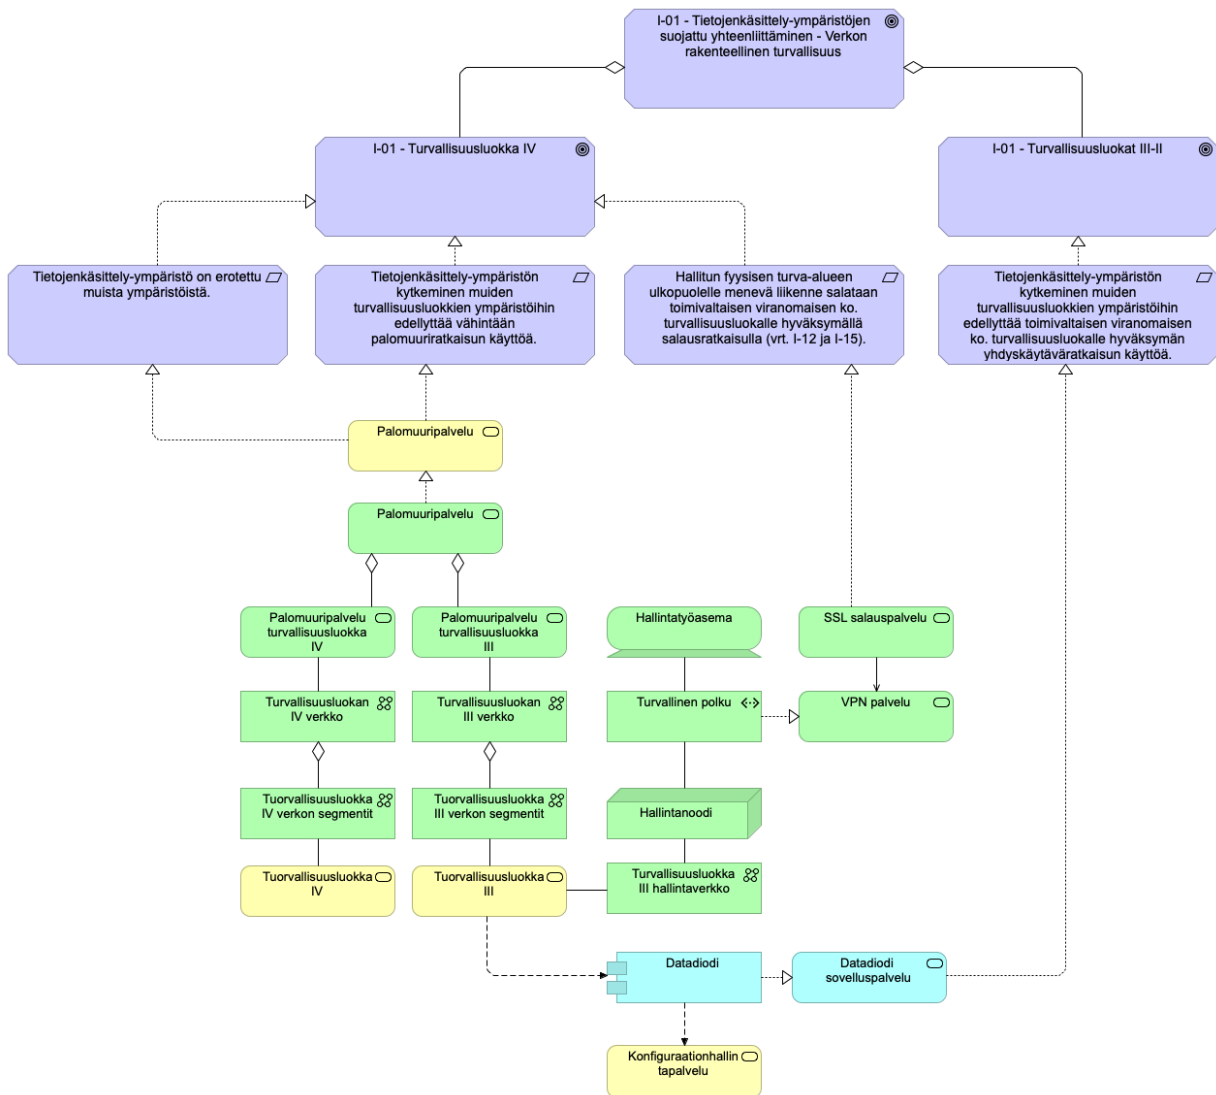 I-01 - Tietojenkäsittely-ympäristöjen
suojattu yhteenliittäminen - Verkon
rakenteellinen turvallisuus
I-01 - Turvallisuusluokka IV
I-01 - Turvallisuusluokat III-II
Tietojenkäsittely-ympäristö on erotettu
muista ympäristöistä.
Tietojenkäsittely-ympäristön
kytkeminen muiden
turvallisuusluokkien ympäristöihin
edellyttää vähintään
palomuuriratkaisun käyttöä.
Hallitun fyysisen turva-alueen
ulkopuolelle menevä liikenne salataan
toimivaltaisen viranomaisen ko.
turvallisuusluokalle hyväksymällä
salausratkaisulla (vrt. I-12 ja I-15).
Tietojenkäsittely-ympäristön
kytkeminen muiden
turvallisuusluokkien ympäristöihin
edellyttää toimivaltaisen viranomaisen
ko. turvallisuusluokalle hyväksymän
yhdyskäytäväratkaisun käyttöä.
Palomuuripalvelu
Palomuuripalvelu
Palomuuripalvelu
turvallisuusluokka
IV
Palomuuripalvelu
turvallisuusluokka
III
Hallintatyöasema
SSL salauspalvelu
Turvallisuusluokan
IV verkko
Turvallisuusluokan
III verkko
Turvallinen polku
VPN palvelu
Tuorvallisuusluokka
IV verkon segmentit
Tuorvallisuusluokka
III verkon segmentit
Hallintanoodi
Tuorvallisuusluokka
IV
Tuorvallisuusluokka
III
Turvallisuusluokka
III hallintaverkko
Datadiodi
Datadiodi
sovelluspalvelu
Konfiguraationhallin
tapalvelu